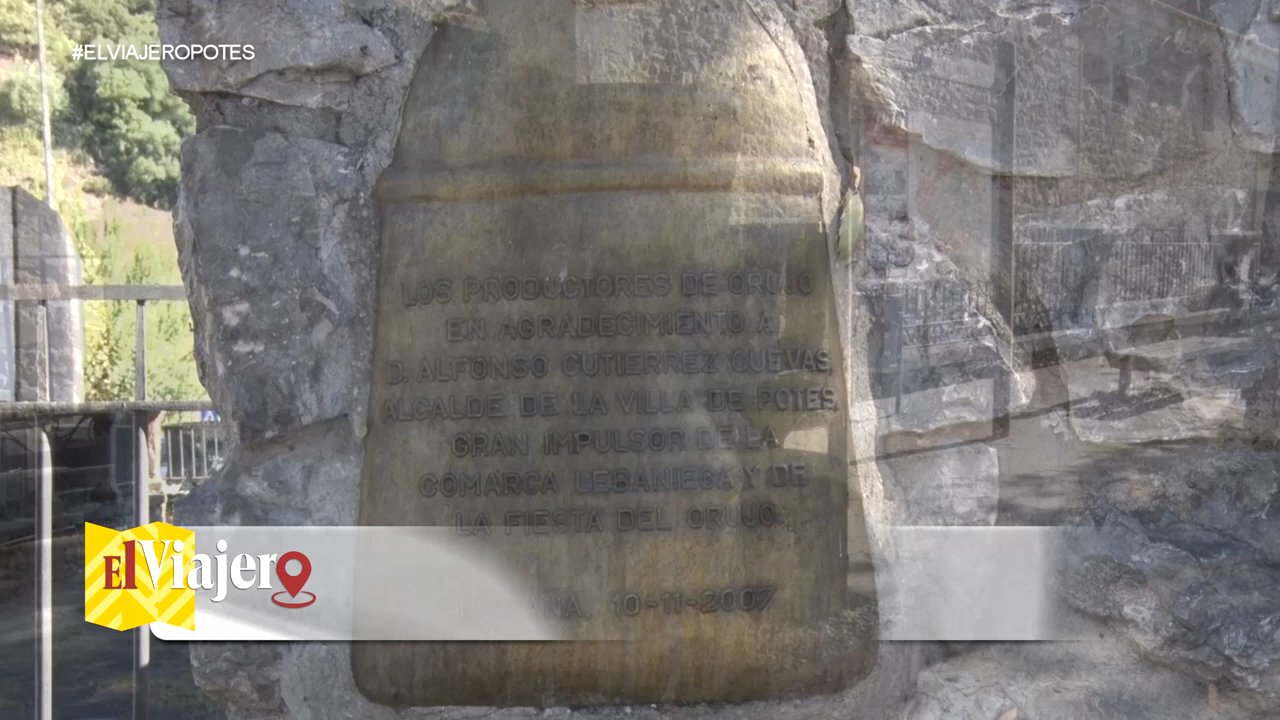 #ELVIAJEROPOTES
LOS PRODUCTORES DE ORUJO
EN AGRADECIMIENTO A
D. ALFONSO GUTIERREZ CUEVAS,
ALCALDE DE LA VILLA DE POTES,
GRAN IMPULSOR DE LA
COMARCA LEBANIEGA Y DE
LA FIESTA DEL ORUJO.
10-11-2007
El Viajero